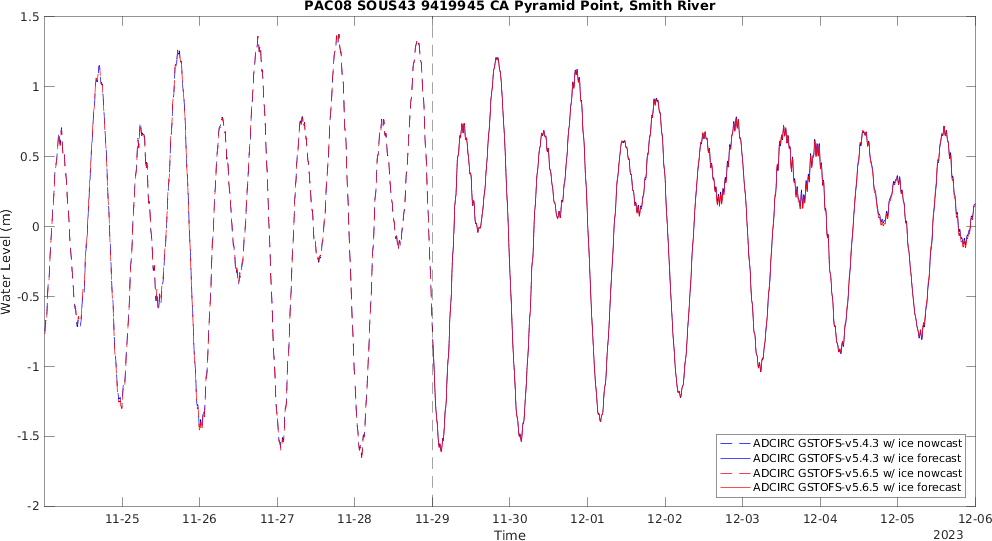 PAC08 SOUS43 9419945 CA Pyramid Point, Smith River
1.5
1
0.5
0
-0.5
-1
-1.5
-2
Water Level (m)
11-25 11-26 11-27 11-28 11-29 11-30 12-01 12-02 12-03 12-04 12-05 12-06
Time
2023
ADCIRC GSTOFS-v5.4.3 w/ ice nowcast
ADCIRC GSTOFS-v5.4.3 w/ ice forecast
ADCIRC GSTOFS-v5.6.5 w/ ice nowcast
ADCIRC GSTOFS-v5.6.5 w/ ice forecast